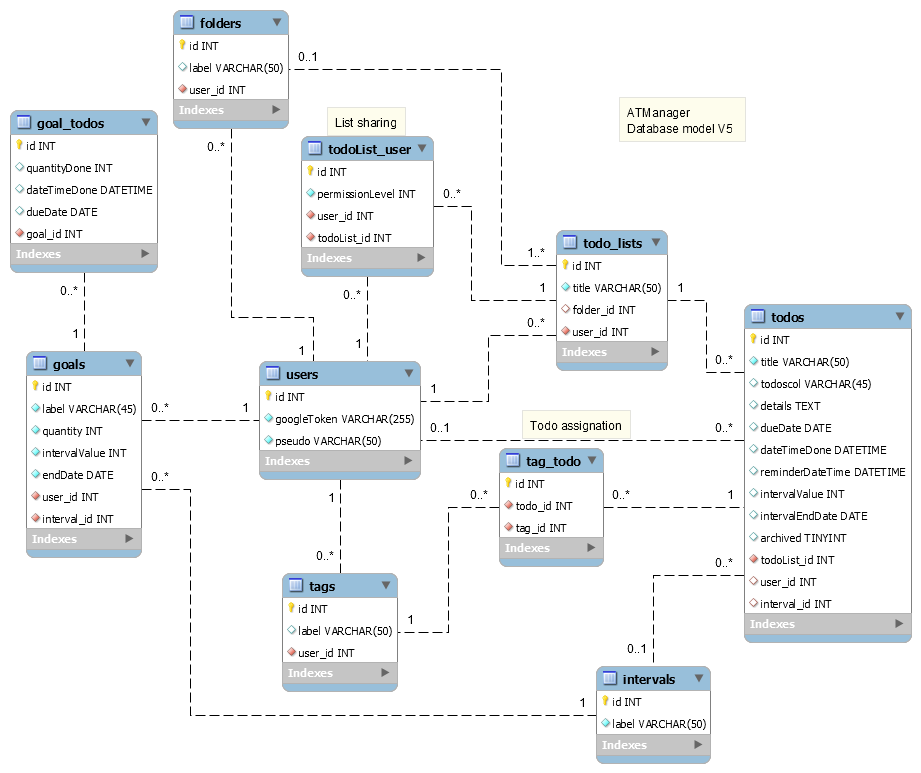 folders
id INT
label VARCHAR(50)
user_id INT
Indexes
0..1
0..*
goal_todos
id INT
quantityDone INT
dateTimeDone DATETIME
dueDate DATE
goal_id INT
Indexes
0..*
1
List sharing
todoList_user
id INT
permissionLevel INT
user_id INT
todoList_id INT
Indexes
0..*
0..*
1
1
ATManager
Database model V5
todo_lists
id INT
title VARCHAR(50)
folder_id INT
user_id INT
Indexes
1..*
1
0..*
1
0..*
goals
id INT
label VARCHAR(45)
quantity INT
intervalValue INT
endDate DATE
user_id INT
interval_id INT
Indexes
0..*
1
0..*
users
id INT
googleToken VARCHAR(255)
pseudo VARCHAR(50)
Indexes
1
0..1
1
0..*
Todo assignation
0..*
todos
id INT
title VARCHAR(50)
todoscol VARCHAR(45)
details TEXT
dueDate DATE
dateTimeDone DATETIME
reminderDateTime DATETIME
intervalValue INT
intervalEndDate DATE
archived TINYINT
todoList_id INT
user_id INT
interval_id INT
Indexes
tag_todo
id INT
todo_id INT
tag_id INT
Indexes
0..*
0..*
1
tags
id INT
label VARCHAR(50)
user_id INT
Indexes
1
0..*
0..1
intervals
id INT
label VARCHAR(50)
Indexes
1